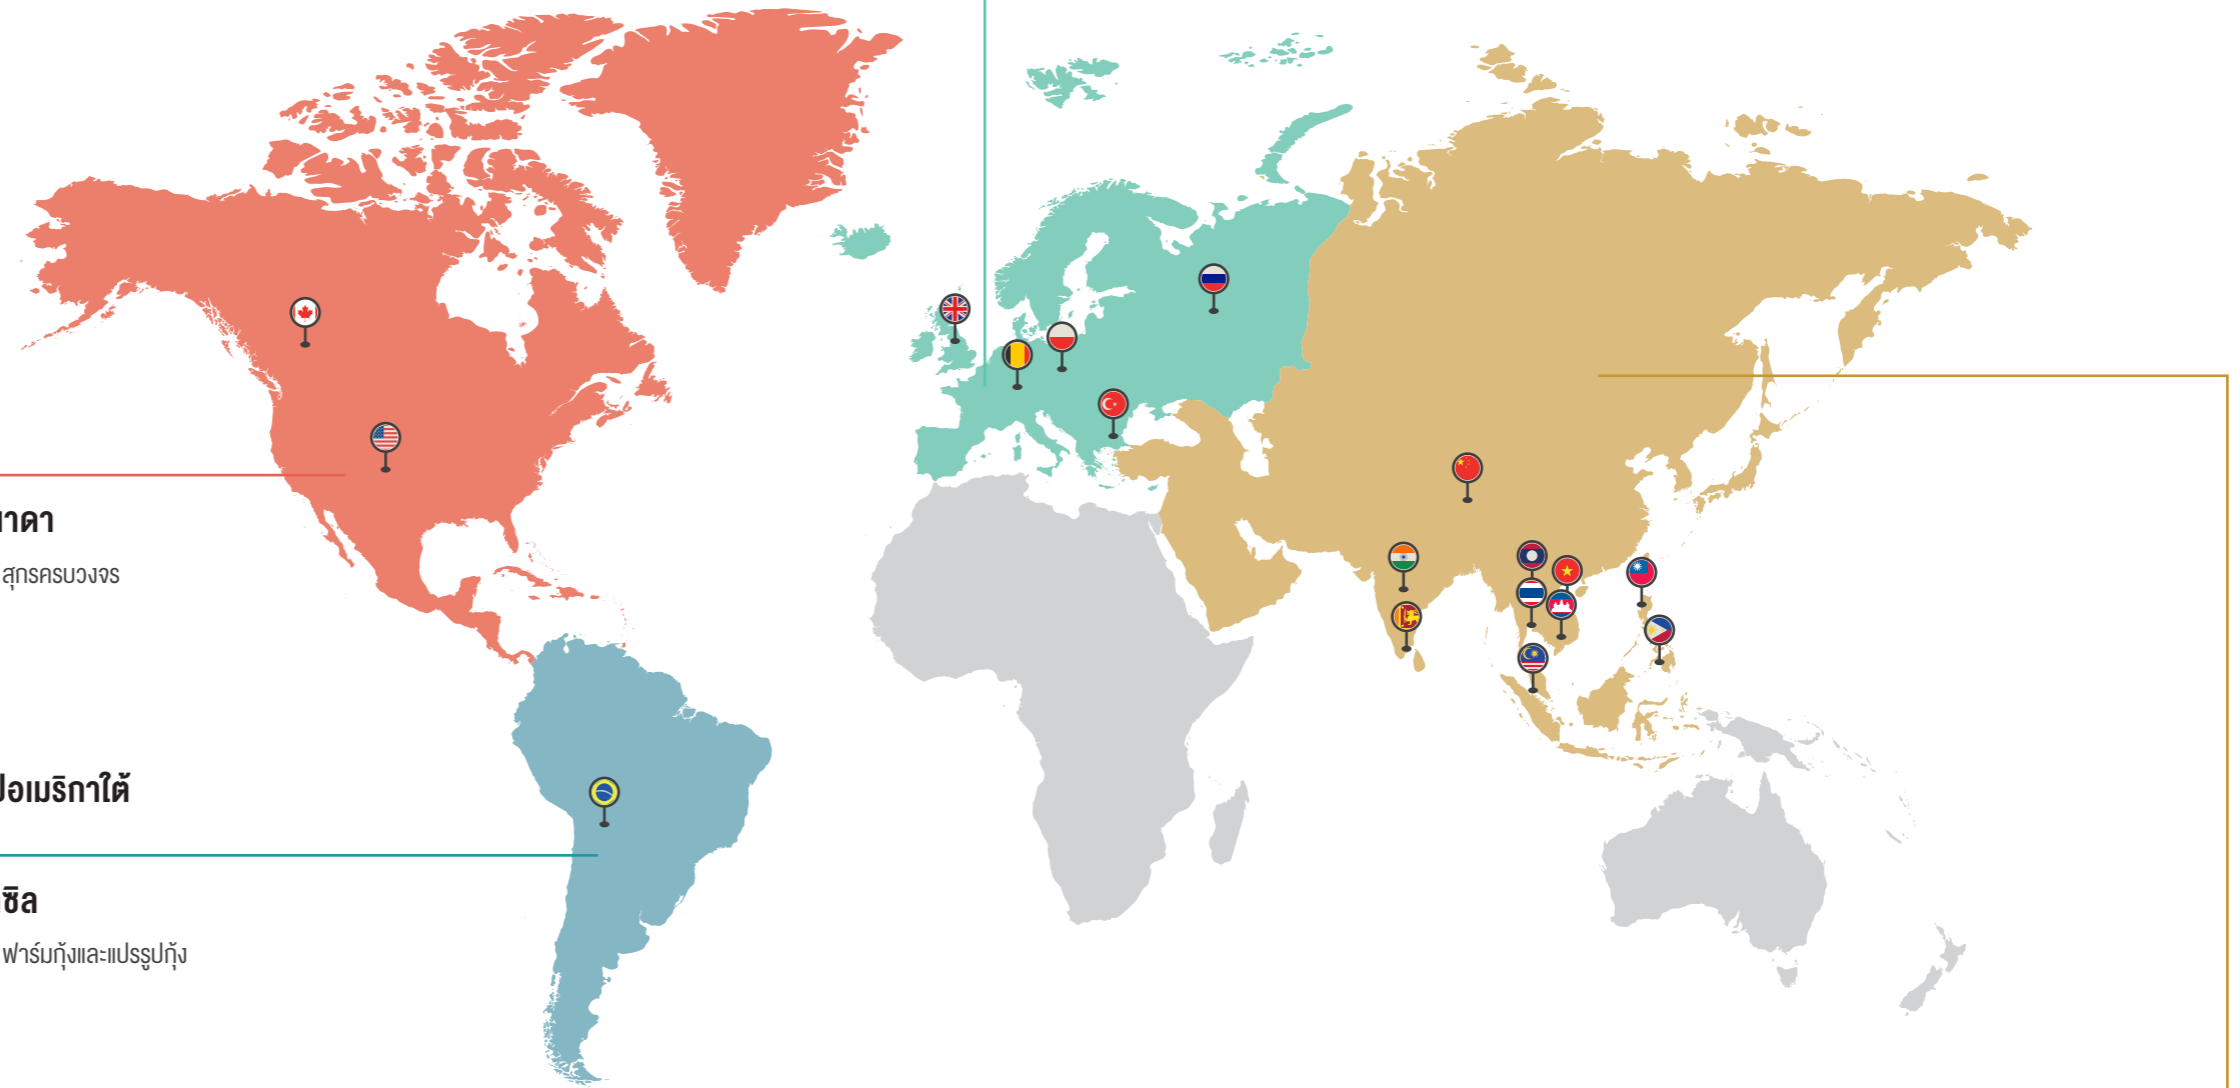 นาดา
สุกรครบวงจร
ปอเมริกาใต้
ซิล
ฟาร์มกุ้งและแปรรูปกุ้ง